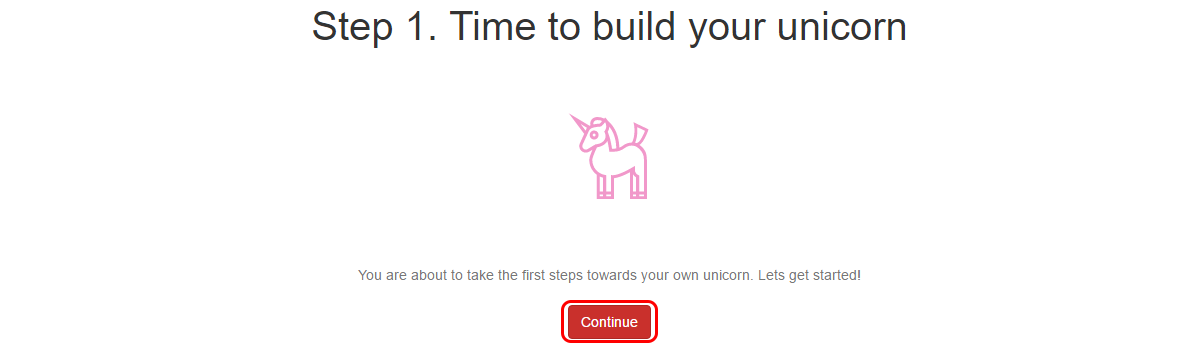 Step 1. Time to build your unicorn
You are about to take the first steps towards your own unicorn. Lets get started!
Continue